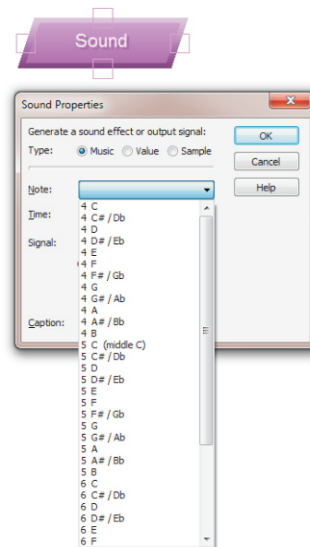 Sound
Sound Properties
Generate a sound effect or output signal:
Type: Music Value Sample
OK
Cancel
Help
Note:
Time:
Signal:
Caption:
4 C
4 C# / Db
4 D
4 D# / Eb
4 E
4 F
4 F# / Gb
4 G
4 G# / Ab
4 A
4 A# / Bb
4 B
5 C (middle C)
5 C# / Db
5 D
5 D# / Eb
5 E
5 F
5 F# / Gb
5 G
5 G# / Ab
5 A
5 A# / Bb
5 B
6 C
6 C# / Db
6 D
6 D# / Eb
6 E
6 F